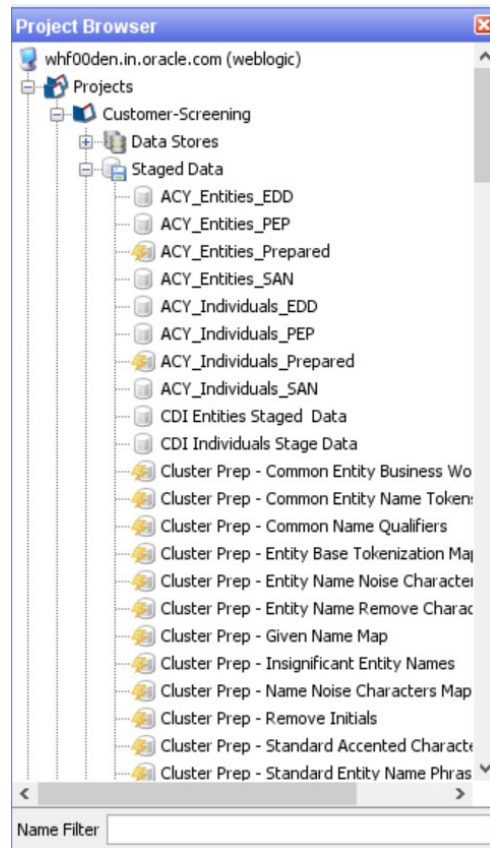 Project Browser
whf00den.in.oracle.com (weblogic)
Projects
Customer-Screening
Data Stores
Staged Data
ACY_Entities_EDD
ACY_Entities_PEP
ACY_Entities_Prepared
ACY_Entities_SAN
ACY_Individuals_EDD
ACY_Individuals_PEP
ACY_Individuals_Prepared
ACY_Individuals_SAN
CDI Entities Staged  Data
CDI Individuals Stage Data
Cluster Prep - Common Entity Business Wo
Cluster Prep - Common Entity Name Token
Cluster Prep - Common Name Qualifiers
Cluster Prep - Entity Base Tokenization Ma
Cluster Prep - Entity Name Noise Character
Cluster Prep - Entity Name Remove Charac
Cluster Prep - Given Name Map
Cluster Prep - Insignificant Entity Names
Cluster Prep - Name Noise Characters Map
Cluster Prep - Remove Initials
Cluster Prep - Standard Accented Characte
Cluster Prep - Standard Entity Name Phras
Name Filter